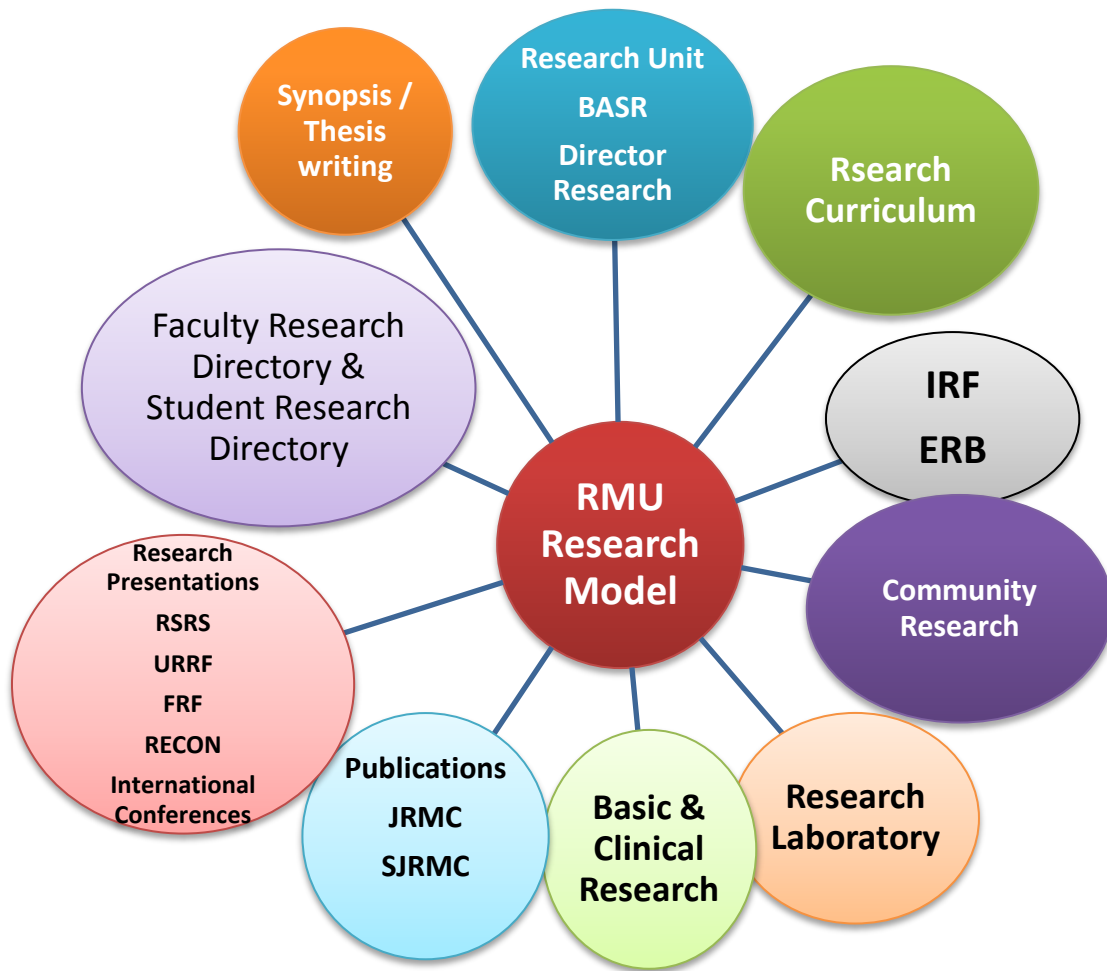 Synopsis /
Thesis
writing
Research Unit
BASR
Director
Research
Rsearch
Curriculum
Faculty Research
Directory &
Student Research
Directory
IRF
ERB
RMU
Research
Model
Community
Research
Research
Presentations
RSRS
URRF
FRF
RECON
International
Conferences
Publications
JRMC
SJRMC
Basic &
Clinical
Research
Research
Laboratory